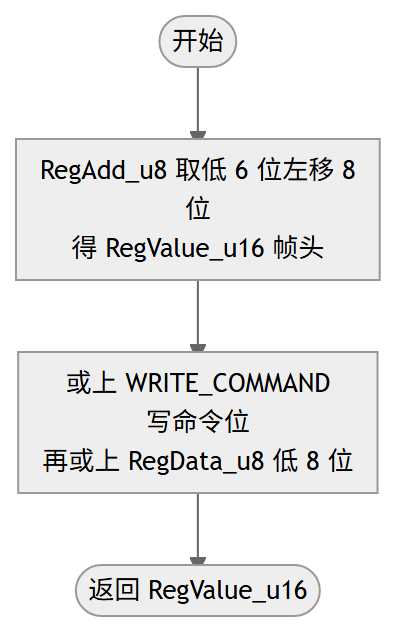 开始
RegAdd_u8 取低 6 位左移 8
位
得 RegValue_u16 帧头
或上 WRITE_COMMAND
写命令位
再或上 RegData_u8 低 8 位
返回 RegValue_u16